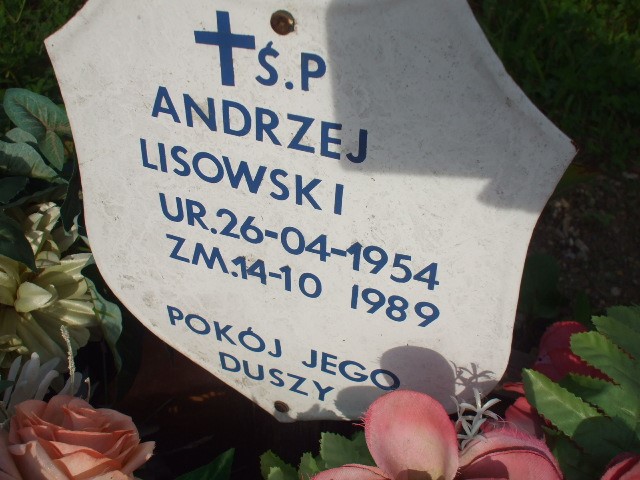 Ś.P
ANDRZEJ
LISOWSKI
UR.26-04-1954
ZM.14-10 1989
POKÓJ JEGO
DUSZY